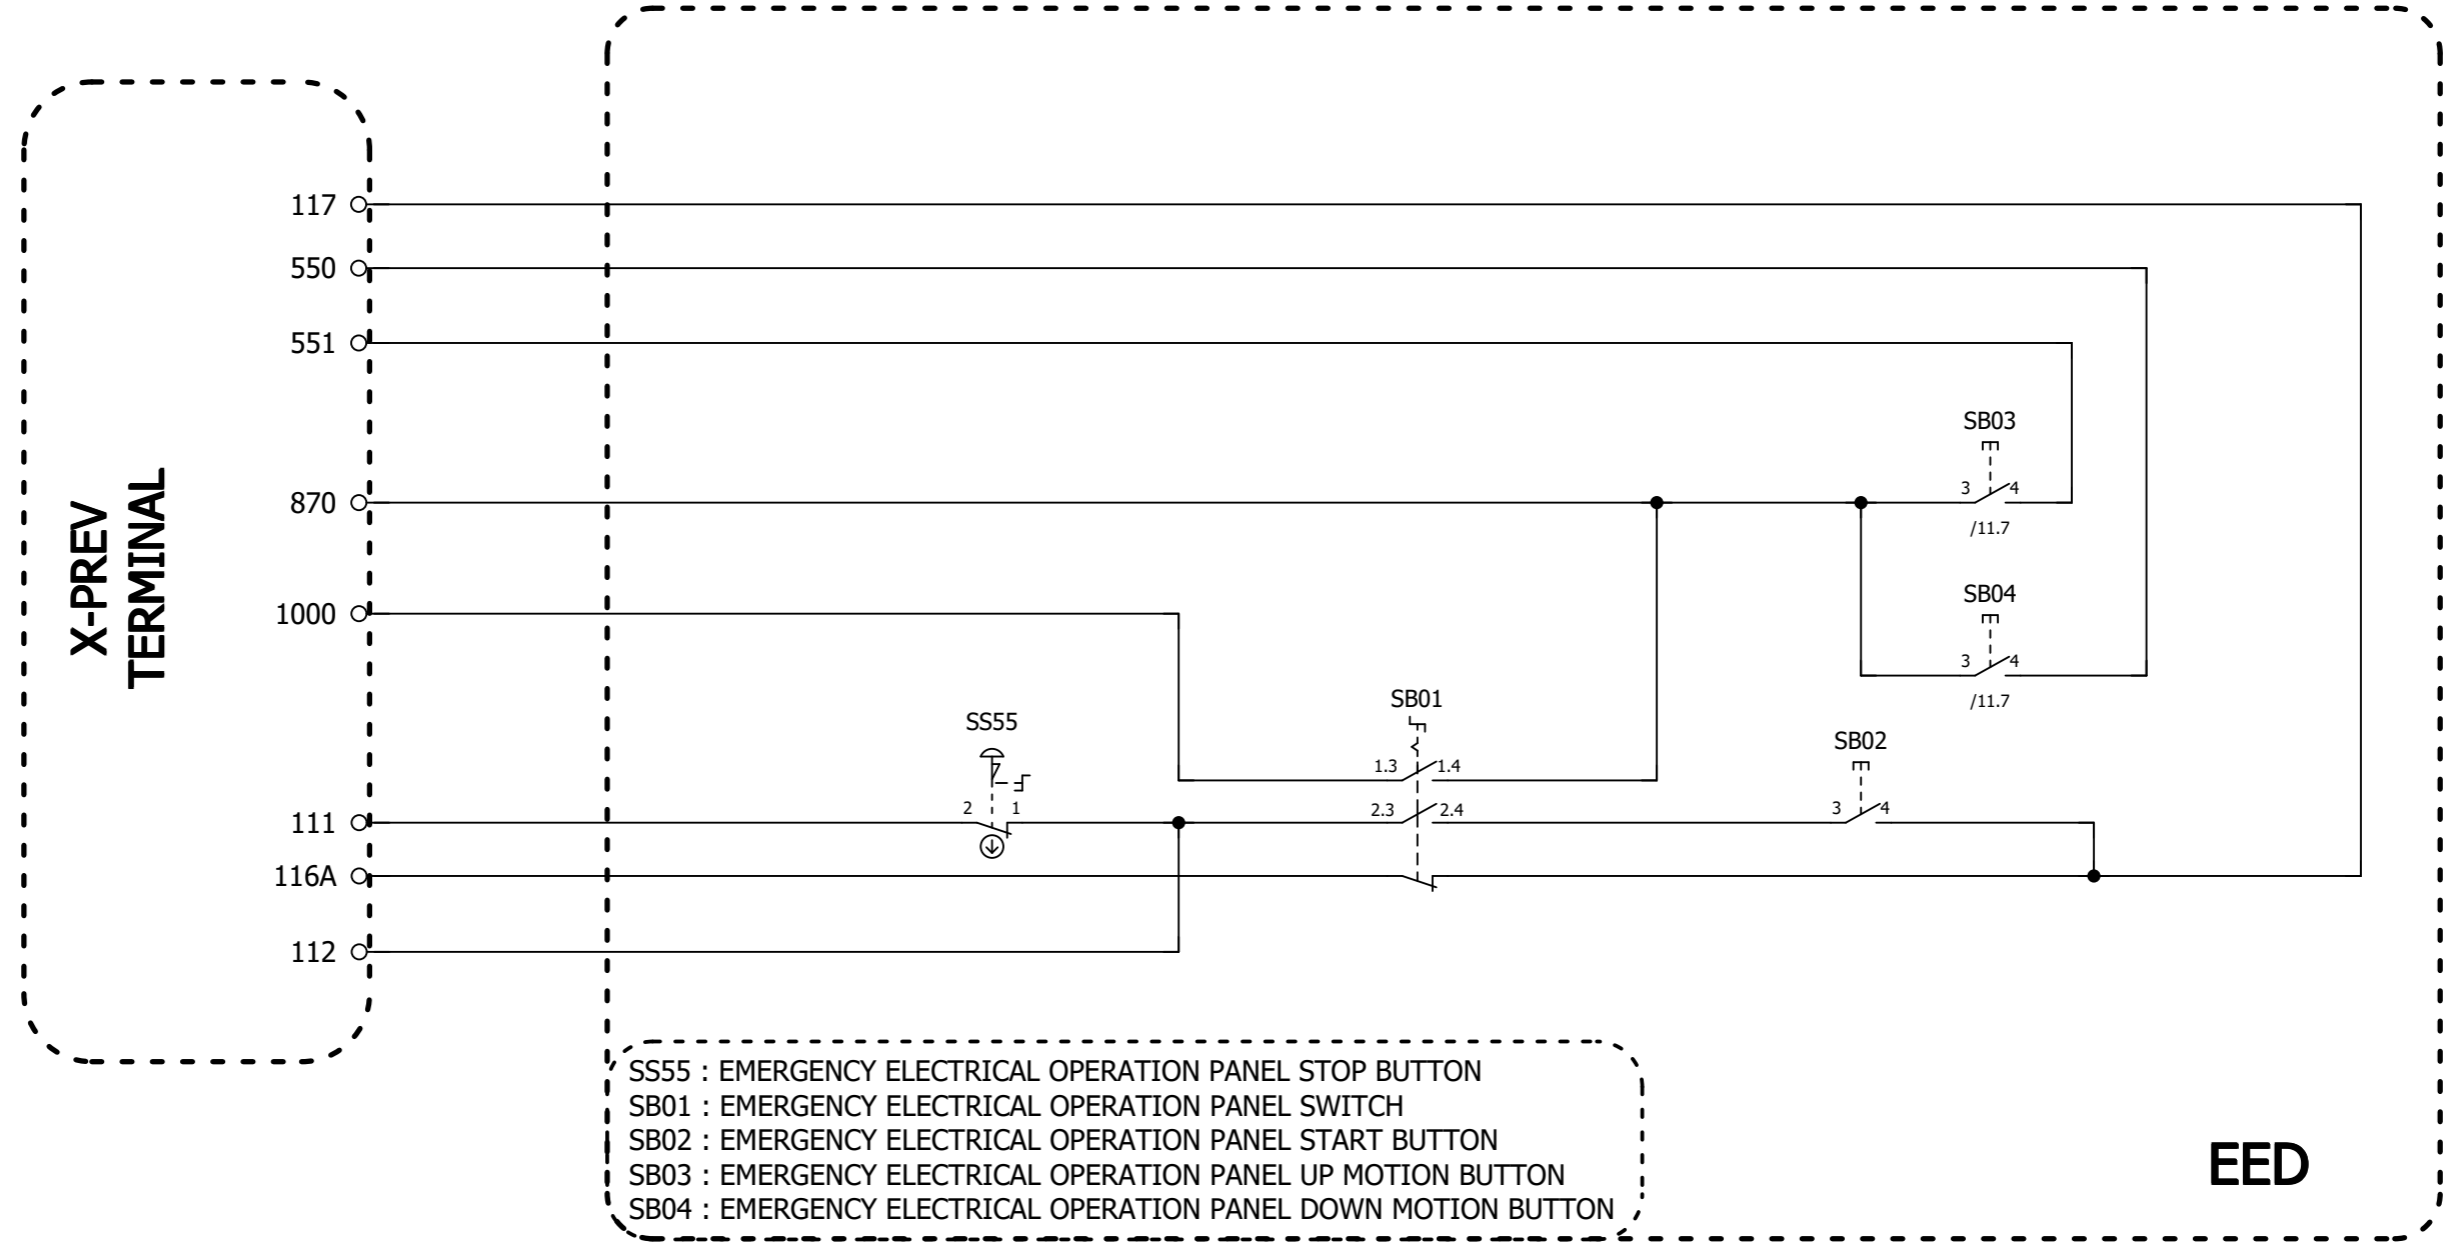 117
550
551
SB03
870
3 4
/11.7
X-PREV
TERMINAL
SB04
1000
3 4
/11.7
SB01
SS55
SB02
1.3 1.4
111
2 1
2.3 2.4
3 4
116A
112
SS55 : EMERGENCY ELECTRICAL OPERATION PANEL STOP BUTTON
SB01 : EMERGENCY ELECTRICAL OPERATION PANEL SWITCH
SB02 : EMERGENCY ELECTRICAL OPERATION PANEL START BUTTON
SB03 : EMERGENCY ELECTRICAL OPERATION PANEL UP MOTION BUTTON
SB04 : EMERGENCY ELECTRICAL OPERATION PANEL DOWN MOTION BUTTON
EED